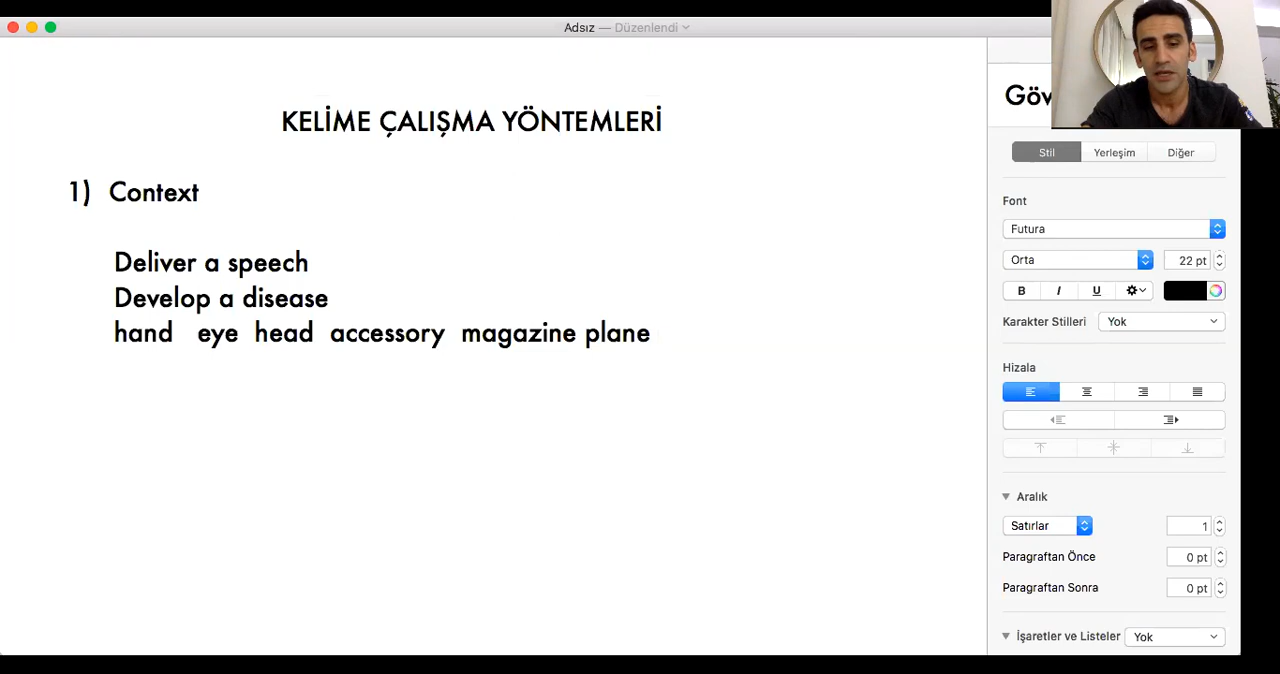 Adsız — Düzenlendi
KELİME ÇALIŞMA YÖNTEMLERİ
1) Context
Deliver a speech
Develop a disease
hand eye head accessory magazine plane
Stil Yerleşim Diğer
Font
Futura
Orta 22 pt
B I U
Karakter Stilleri Yok
Hizala
Aralık
Satırlar 1
Paragraftan Önce 0 pt
Paragraftan Sonra 0 pt
İşaretler ve Listeler Yok